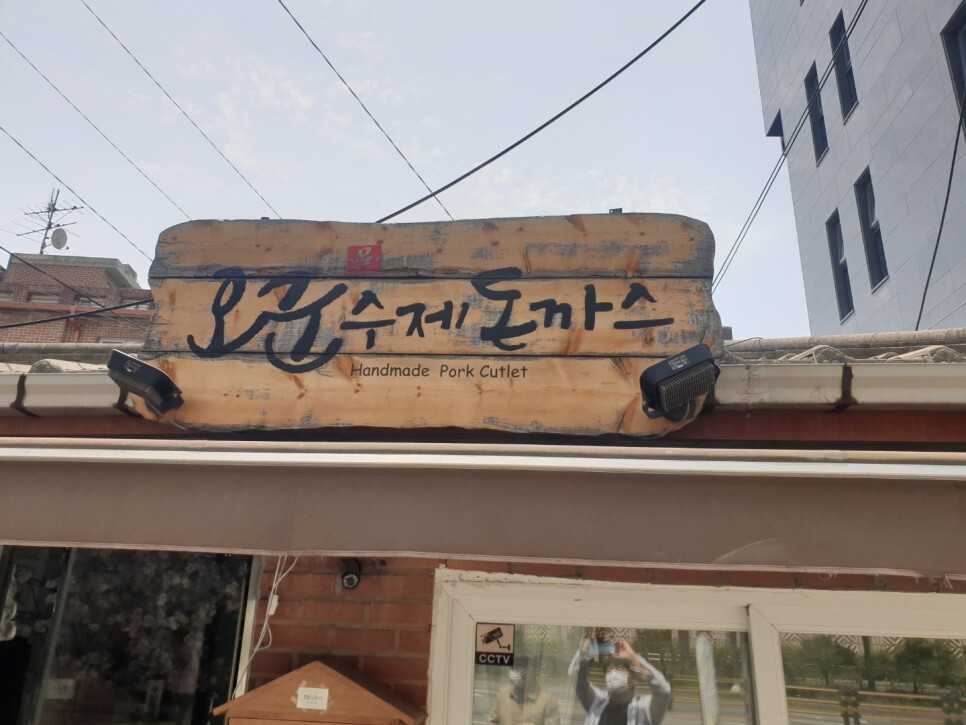 수제돈까스
Handmade Pork Cutlet
CCTV